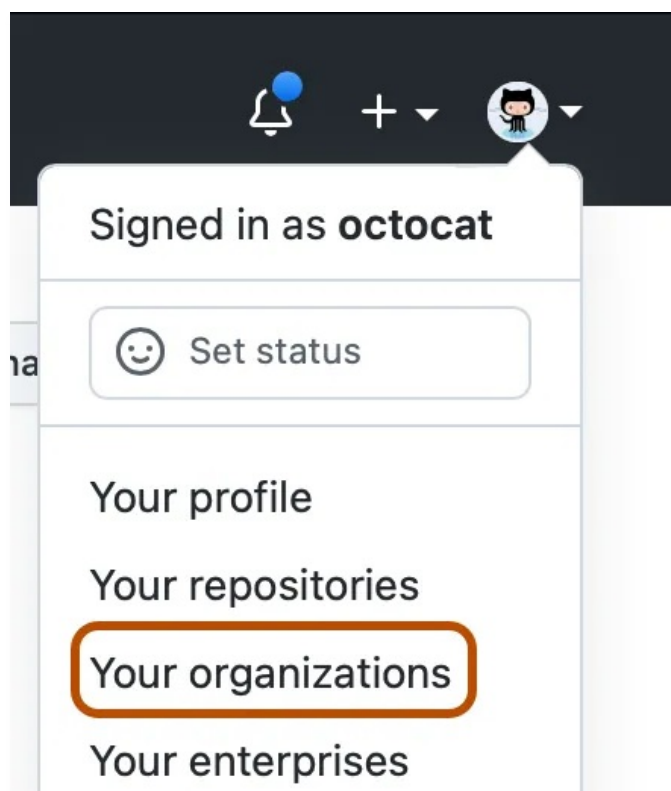 Signed in as octocat
Set status
Your profile
Your repositories
Your organizations
Your enterprises